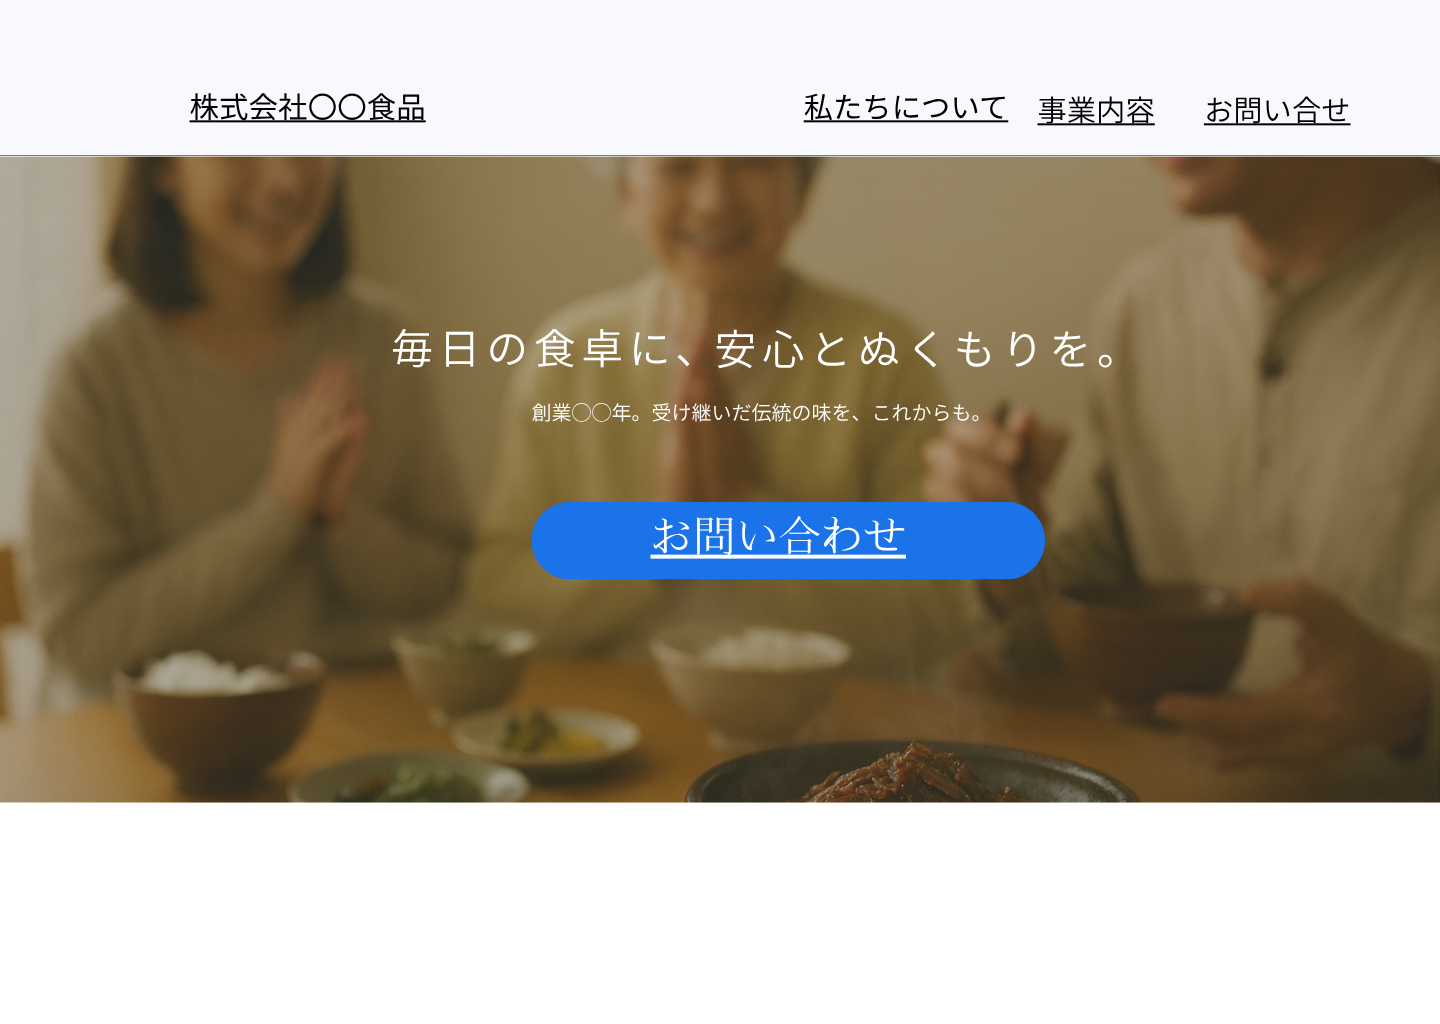 株式会社〇〇食品
私たちについて 事業内容 お問い合せ
毎日の食卓に、安心とぬくもりを。
創業◯◯年。受け継いだ伝統の味を、これからも。
お問い合わせ